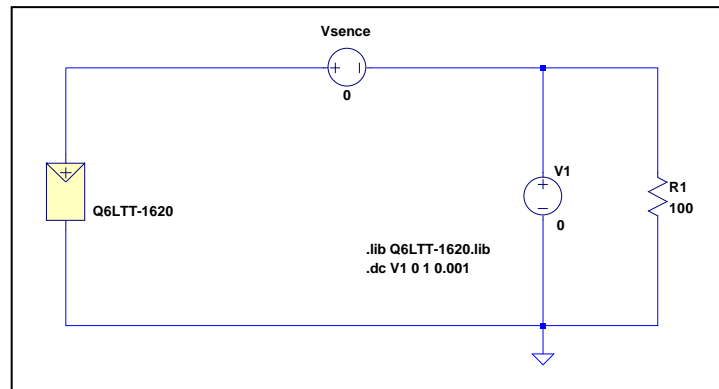 Vsence
0
Q6LTT-1620
V1
0
R1
100
.lib Q6LTT-1620.lib
.dc V1 0 1 0.001